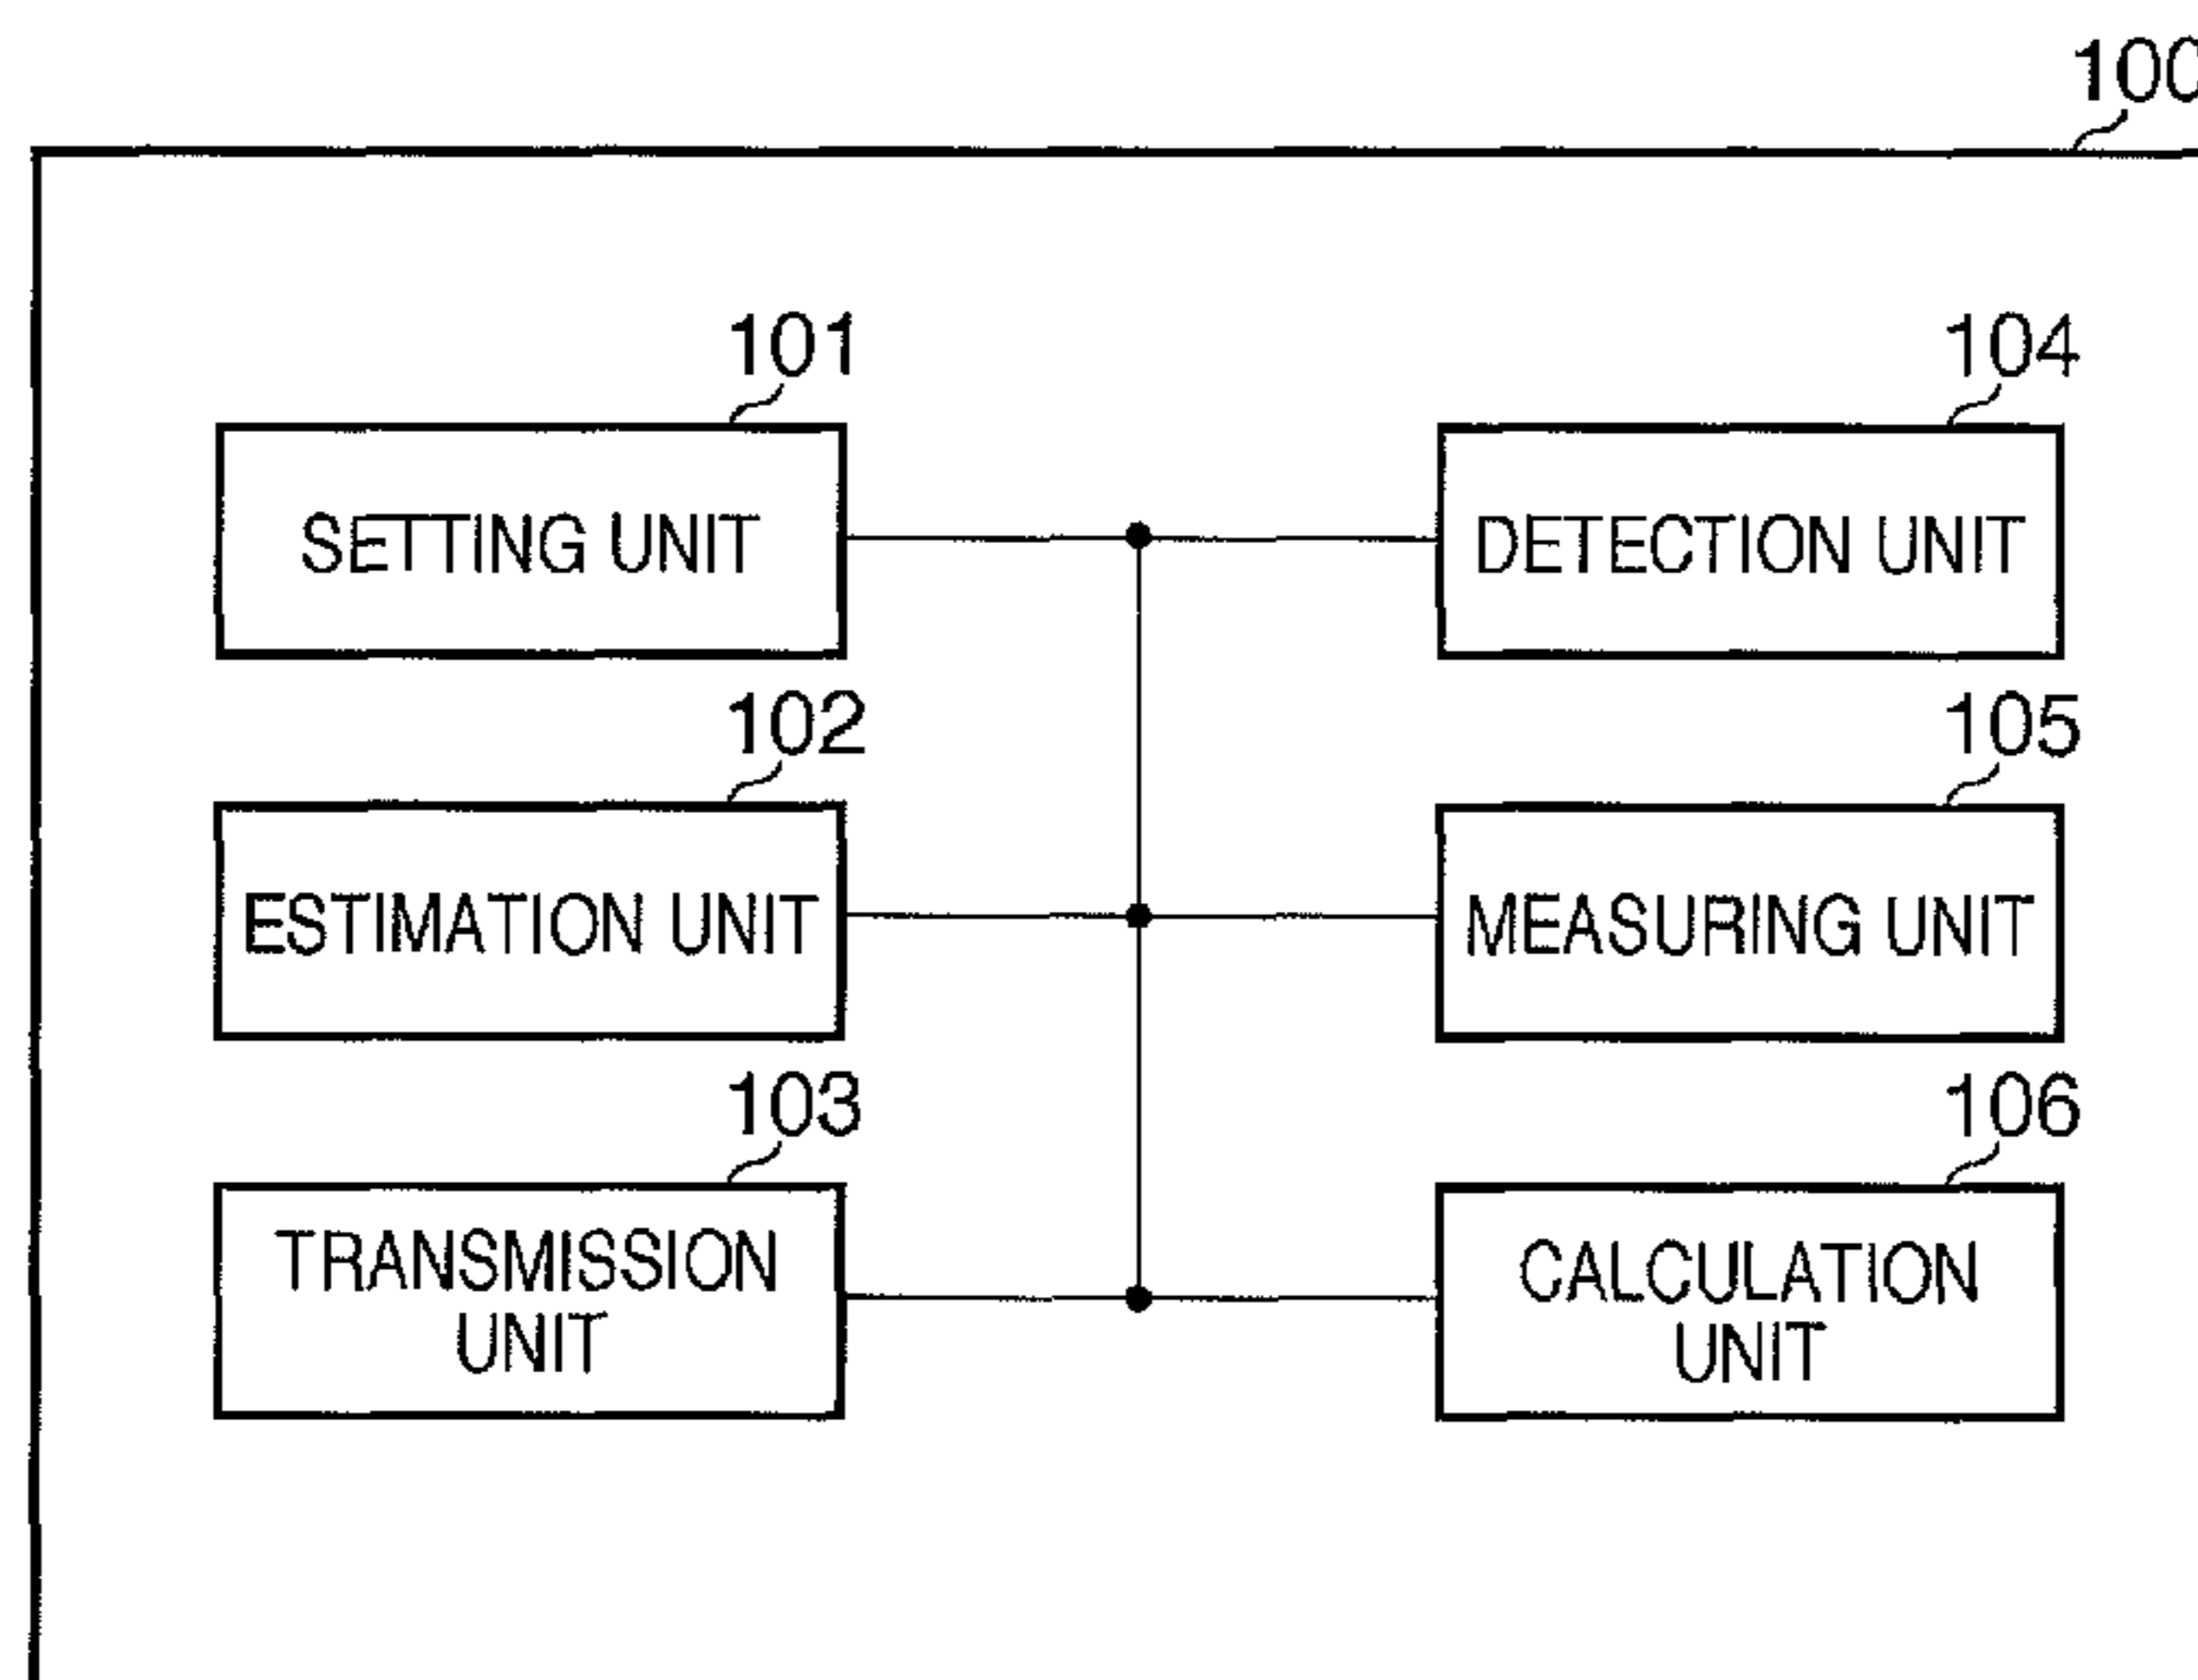 100
101
104
SETTING UNIT
DETECTION UNIT
102
105
ESTIMATION UNIT
MEASURING UNIT
103
106
TRANSMISSION
UNIT
CALCULATION
UNIT